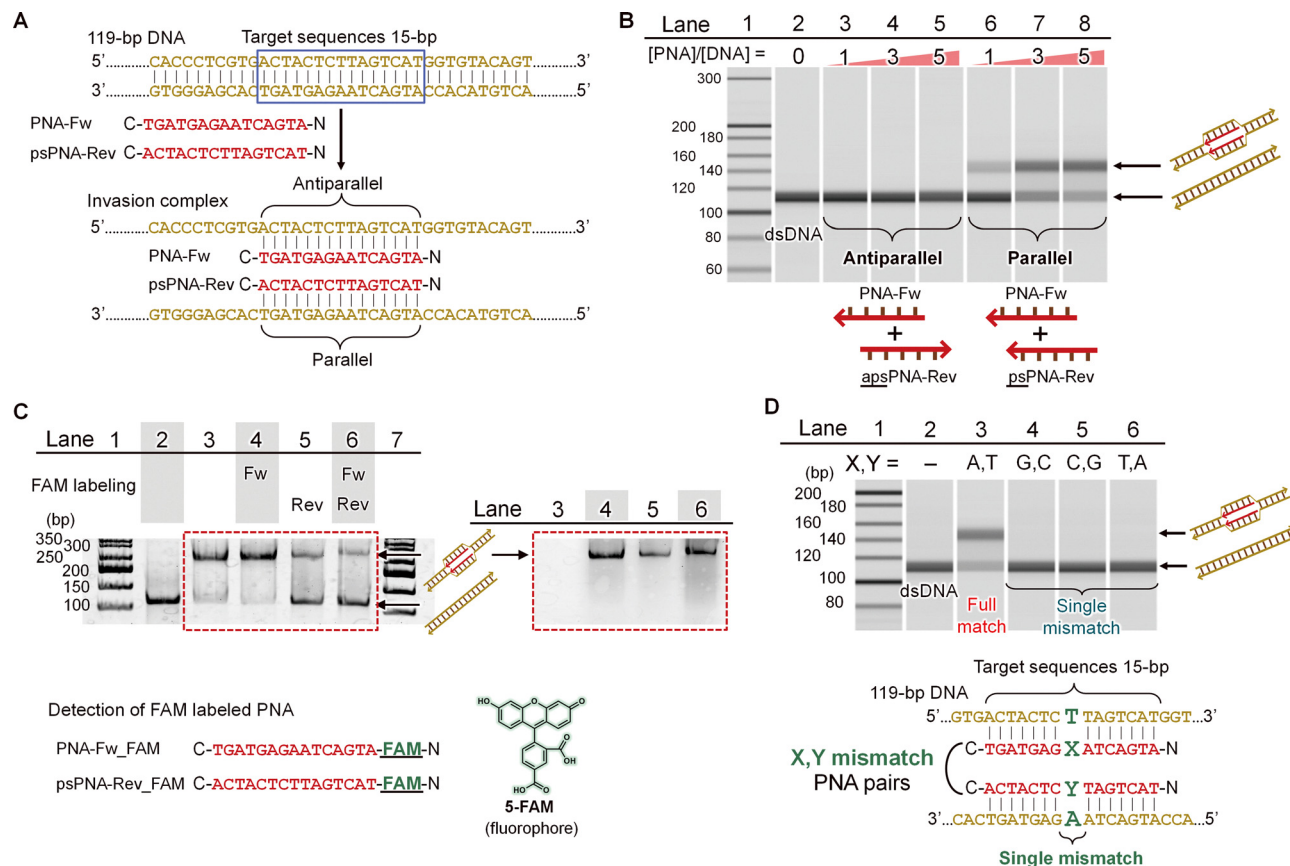 A
119-bp DNA Target sequences 15-bp
5’............CACCCTCGTGACTACTCTTAGTCATGGTGTACAGT............3’
3’............GTGGGAGCACTGATGAGAATCAGTACCACATGTCA............5’
PNA-Fw C-TGATGAGAATCAGTA-N
psPNA-Rev C-ACTACTCTTAGTCAT-N
Antiparallel
Invasion complex
5’............CACCCTCGTGACTACTCTTAGTCATGGTGTACAGT............3’
PNA-Fw C-TGATGAGAATCAGTA-N
psPNA-Rev C-ACTACTCTTAGTCAT-N
3’............GTGGGAGCACTGATGAGAATCAGTACCACATGTCA............5’
Parallel
B
Lane 1 2 3 4 5 6 7 8
[PNA]/[DNA] = 0 1 3 5 1 3 5
300
200
180
160
140
120
100
80
60
dsDNA
Antiparallel Parallel
PNA-Fw PNA-Fw
+ +
apsPNA-Rev psPNA-Rev
C
Lane 1 2 3 4 5 6 7
FAM labeling Fw Rev Fw Rev
(bp)
350
300
250
200
150
100
Lane 3 4 5 6
Detection of FAM labeled PNA
PNA-Fw_FAM C-TGATGAGAATCAGTA-FAM-N
psPNA-Rev_FAM C-ACTACTCTTAGTCAT-FAM-N
HO O O
O
OH
HO O
5-FAM
(fluorophore)
D
Lane 1 2 3 4 5 6
(bp) X,Y = – A,T G,C C,G T,A
200
180
160
140
120
100
80
dsDNA
Full match
Single mismatch
Target sequences 15-bp
119-bp DNA
5’...GTGACTACTC T TAGTCATGGT...3’
C-TGATGAG X ATCAGTA-N
X,Y mismatch
PNA pairs
C-ACTACTC Y TAGTCAT-N
3’...CACTGATGAG A ATCAGTACCA...5’
Single mismatch